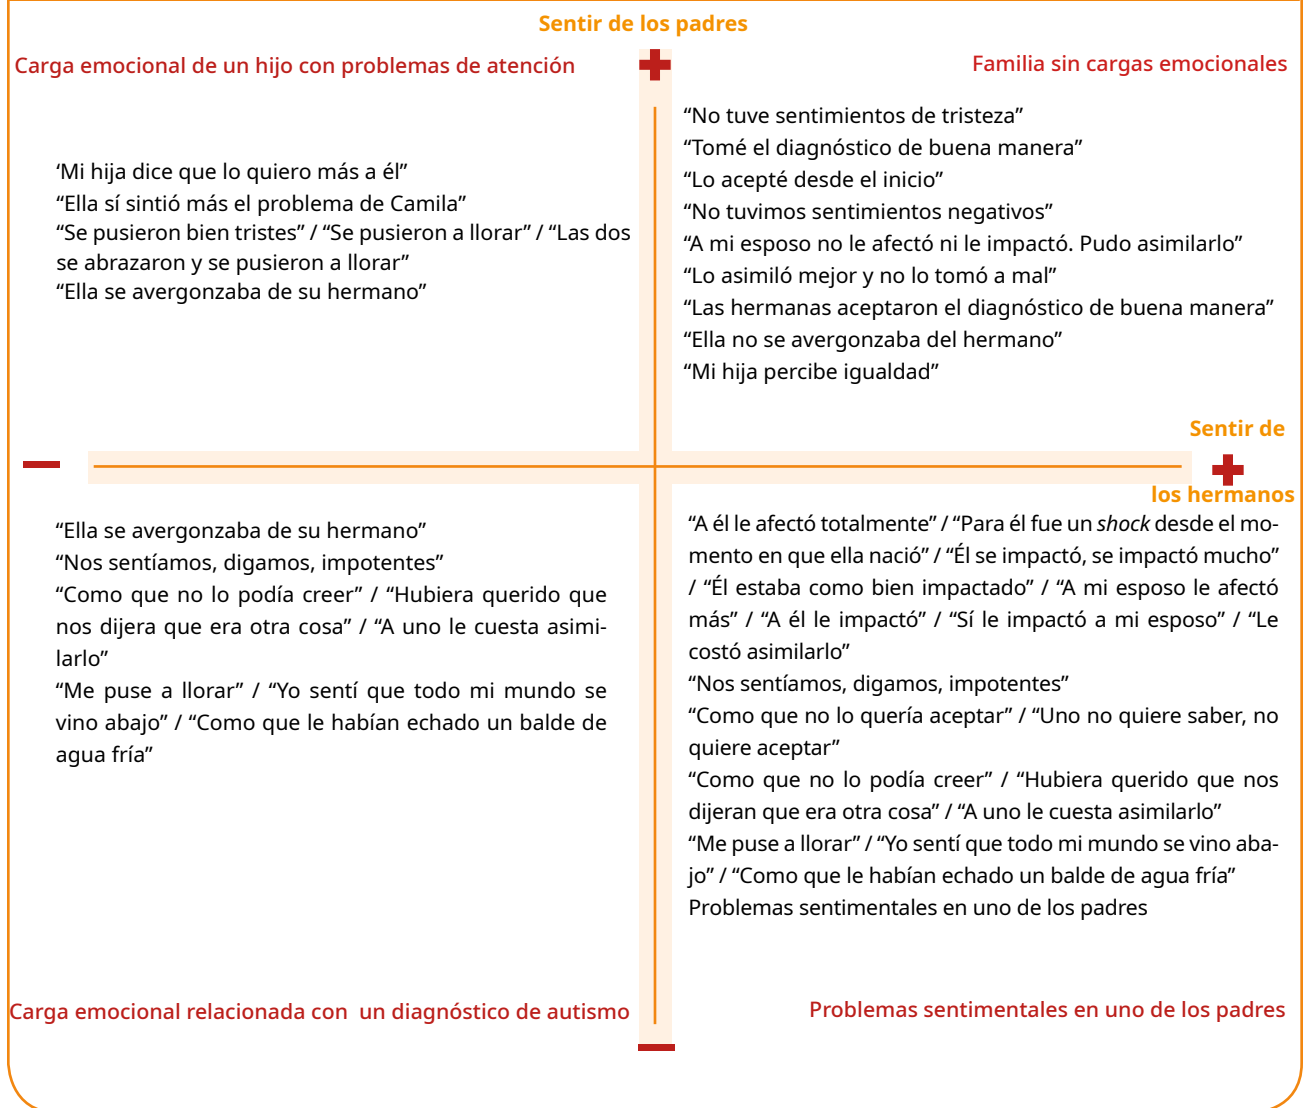 Sentir de los padres
Carga emocional de un hijo con problemas de atención
Familia sin cargas emocionales
‘Mi hija dice que lo quiero más a él”
“Ella sí sintió más el problema de Camila”
“Se pusieron bien tristes” / “Se pusieron a llorar” / “Las dos
se abrazaron y se pusieron a llorar”
“Ella se avergonzaba de su hermano”
“No tuve sentimientos de tristeza”
“Tomé el diagnóstico de buena manera”
“Lo acepté desde el inicio”
“No tuvimos sentimientos negativos”
“A mi esposo no le afectó ni le impactó. Pudo asimilarlo”
“Lo asimiló mejor y no lo tomó a mal”
“Las hermanas aceptaron el diagnóstico de buena manera”
“Ella no se avergonzaba del hermano”
“Mi hija percibe igualdad”
Sentir de
los hermanos
“Ella se avergonzaba de su hermano”
“Nos sentíamos, digamos, impotentes”
“Como que no lo podía creer” / “Hubiera querido que
nos dijera que era otra cosa” / “A uno le cuesta asimi-
larlo”
“Me puse a llorar” / “Yo sentí que todo mi mundo se
vino abajo” / “Como que le habían echado un balde de
agua fría”
“A él le afectó totalmente” / “Para él fue un shock desde el mo-
mento en que ella nació” / “Él se impactó, se impactó mucho”
/ “Él estaba como bien impactado” / “A mi esposo le afectó
más” / “A él le impactó” / “Sí le impactó a mi esposo” / “Le
costó asimilarlo”
“Nos sentíamos, digamos, impotentes”
“Como que no lo quería aceptar” / “Uno no quiere saber, no
quiere aceptar”
“Como que no lo podía creer” / “Hubiera querido que nos
dijeran que era otra cosa” / “A uno le cuesta asimilarlo”
“Me puse a llorar” / “Yo sentí que todo mi mundo se vino aba-
jo” / “Como que le habían echado un balde de agua fría”
Problemas sentimentales en uno de los padres
Carga emocional relacionada con  un diagnóstico de autismo
Problemas sentimentales en uno de los padres